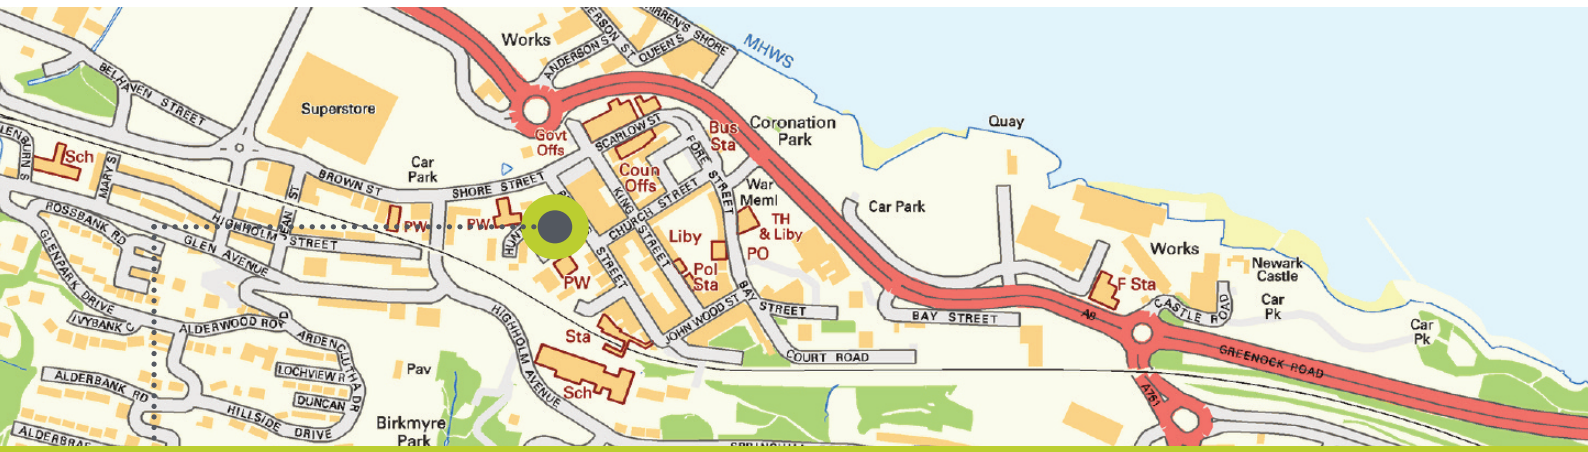 WARREN'S SHORE
ANDERSON ST
QUEEN S
MHWS
Works
BELHAVEN STREET
Superstore
Govt
Offs
SCARLOW ST
Bus
Sta
Coronation
Park
Quay
Sch
MARY S
Car
Park
BROWN ST
SHORE STREET
Coun
Offs
FORE STREET
KING STREET
CHURCH STREET
War
Meml
Car Park
ROSSBANK RD
HIGHHOLM STREET
PW
PW
HUN
STREET
Liby
TH
& Liby
PO
Pol
Sta
PW
GLEN AVENUE
GLENPARK DRIVE
IVYBANK C
ALDERWOOD ROAD
ARDENCLUTHA DR
HIGHHOLM AVENUE
JOHN WOOD ST
BAY STREET
BAY STREET
A8
F Sta
CASTLE ROAD
Works
Newark
Castle
Car
Pk
Car
Pk
GREENOCK ROAD
Sta
COURT ROAD
Sch
LOCHVIEW R
DUNCAN
Pav
ALDERBANK RD
HILLSIDE DRIVE
Birkmyre
Park
A761